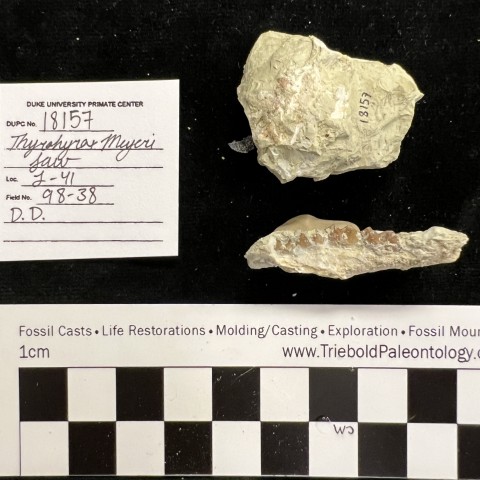 DUKE UNIVERSITY PRIMATE CENTER
DUPC No. 18157
Thyrohyrax Meyeri
Jaw
Loc. L-41
Field No. 98-38
D.D.
18157
Fossil Casts • Life Restorations • Molding/Casting • Exploration • Fossil Moun
1cm www.TrieboldPaleontology.c
CM